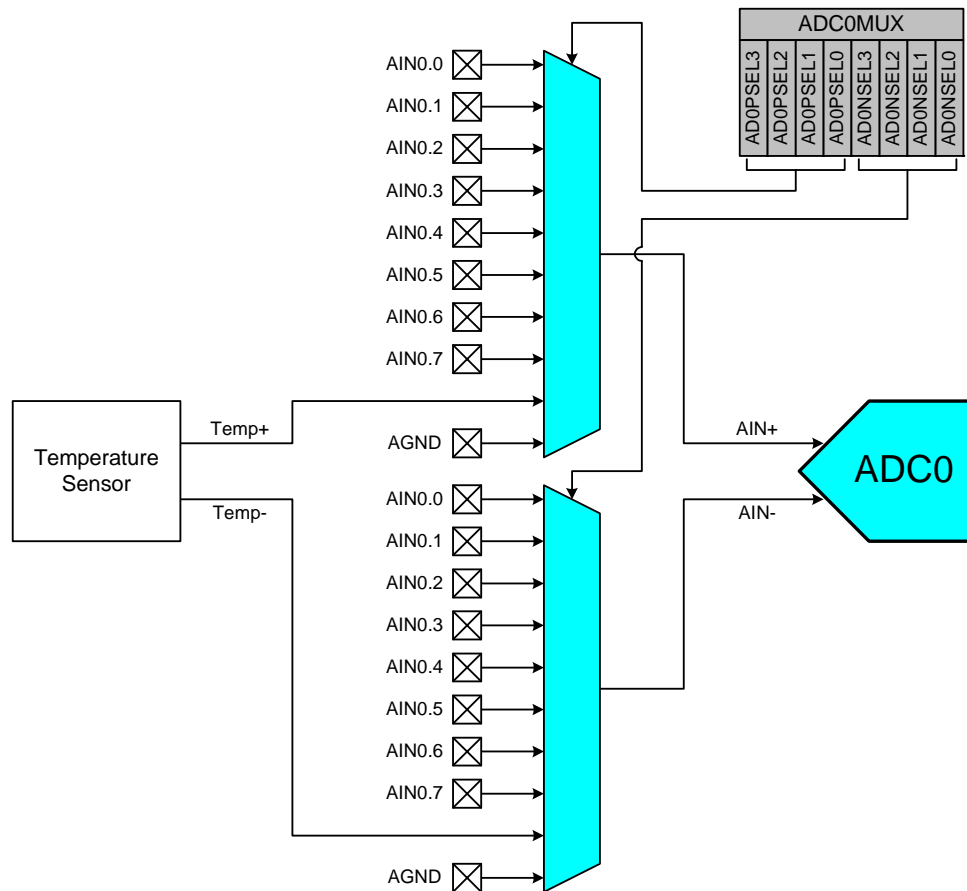 ADC0MUX
AD0PSEL3
AD0PSEL2
AD0PSEL1
AD0PSEL0
AD0NSEL3
AD0NSEL2
AD0NSEL1
AD0NSEL0
AIN0.0
AIN0.1
AIN0.2
AIN0.3
AIN0.4
AIN0.5
AIN0.6
AIN0.7
AGND
Temperature
Sensor
Temp+
Temp-
AIN0.0
AIN0.1
AIN0.2
AIN0.3
AIN0.4
AIN0.5
AIN0.6
AIN0.7
AGND
AIN+
AIN-
ADC0